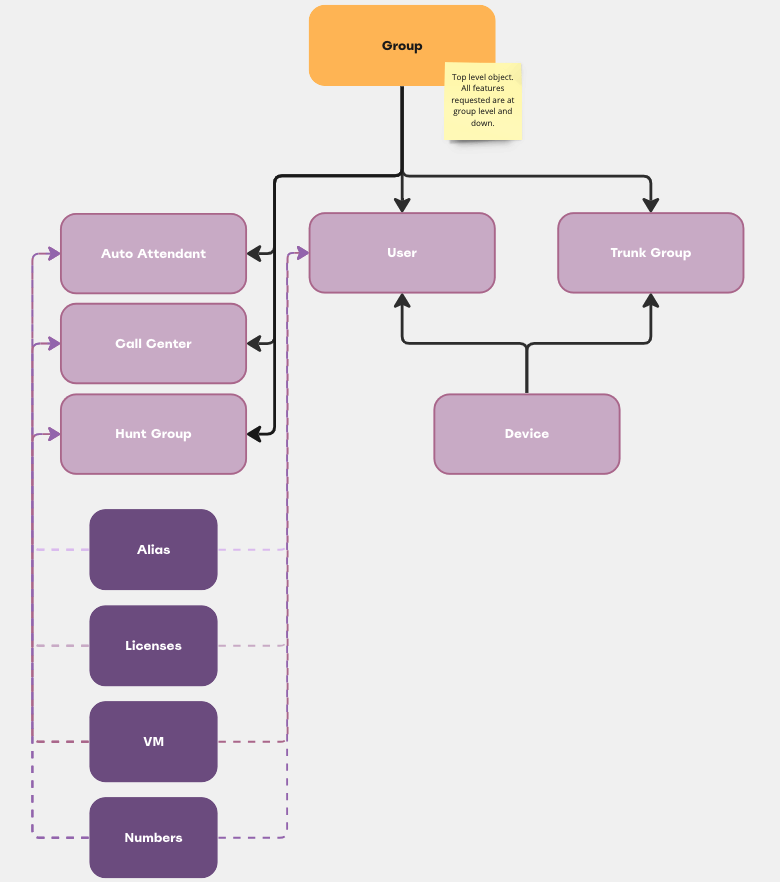 Group
Top level object.
All features
requested are at
group level and
down.
Auto Attendant
User
Trunk Group
Call Center
Hunt Group
Device
Alias
Licenses
VM
Numbers